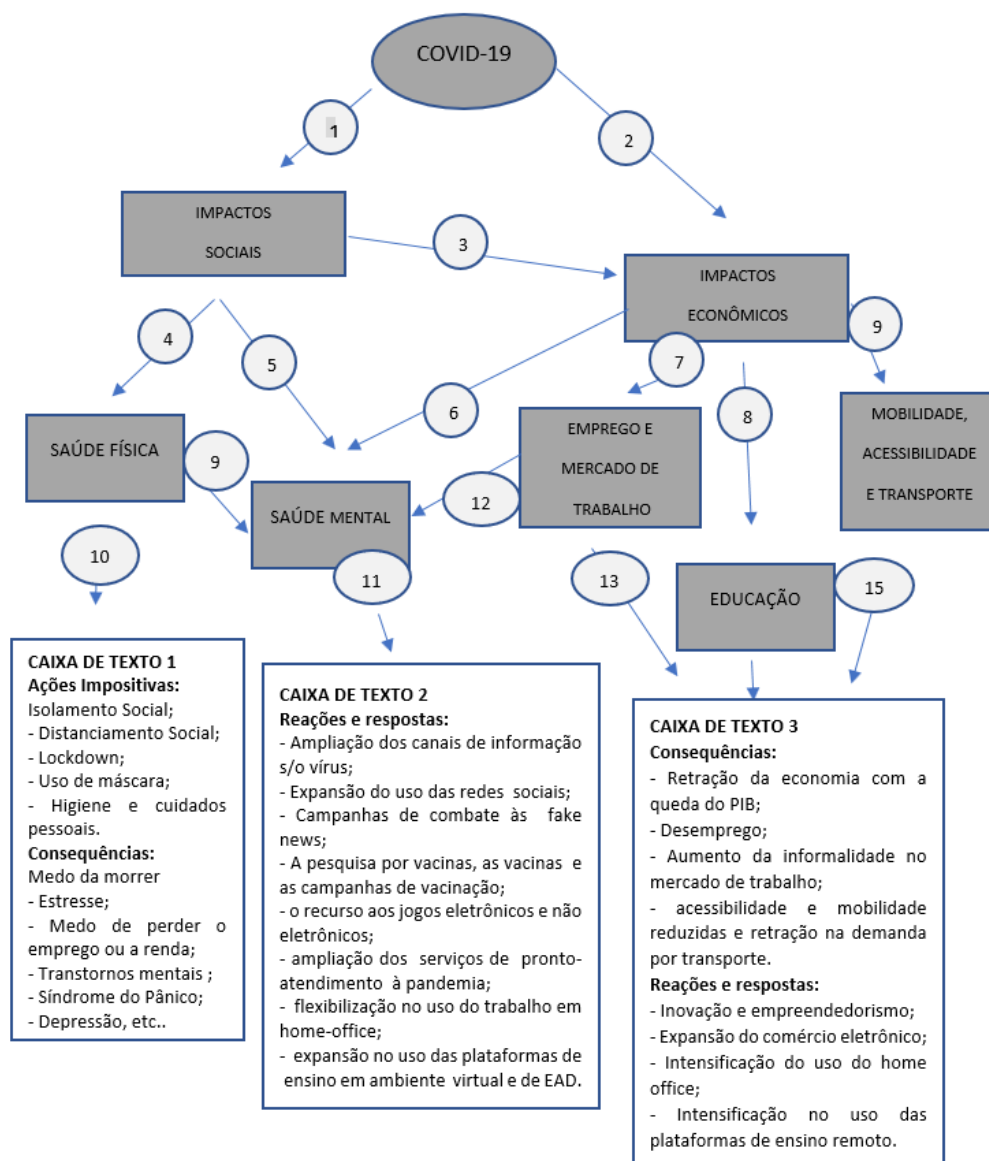 COVID-19
1
2
IMPACTOS
SOCIAIS
3
IMPACTOS
ECONÔMICOS
4
5
6
7
8
9
SAÚDE FÍSICA
9
SAÚDE MENTAL
EMPREGO E
MERCADO DE
TRABALHO
MOBILIDADE,
ACESSIBILIDADE
E TRANSPORTE
12
10
11
13
EDUCAÇÃO
15
CAIXA DE TEXTO 1
Ações Impositivas:
Isolamento Social;
- Distanciamento Social;
- Lockdown;
- Uso de máscara;
- Higiene e cuidados
pessoais.
Consequências:
Medo da morrer
- Estresse;
- Medo de perder o
emprego ou a renda;
- Transtornos mentais ;
- Síndrome do Pânico;
- Depressão, etc..
CAIXA DE TEXTO 2
Reações e respostas:
- Ampliação dos canais de informação
s/o vírus;
- Expansão do uso das redes sociais;
- Campanhas de combate às fake
news;
- A pesquisa por vacinas, as vacinas e
as campanhas de vacinação;
- o recurso aos jogos eletrônicos e não
eletrônicos;
- ampliação dos serviços de pronto-
atendimento à pandemia;
- flexibilização no uso do trabalho em
home-office;
- expansão no uso das plataformas de
ensino em ambiente virtual e de EAD.
CAIXA DE TEXTO 3
Consequências:
- Retração da economia com a
queda do PIB;
- Desemprego;
- Aumento da informalidade no
mercado de trabalho;
- acessibilidade e mobilidade
reduzidas e retração na demanda
por transporte.
Reações e respostas:
- Inovação e empreendedorismo;
- Expansão do comércio eletrônico;
- Intensificação do uso do home
office;
- Intensificação no uso das
plataformas de ensino remoto.